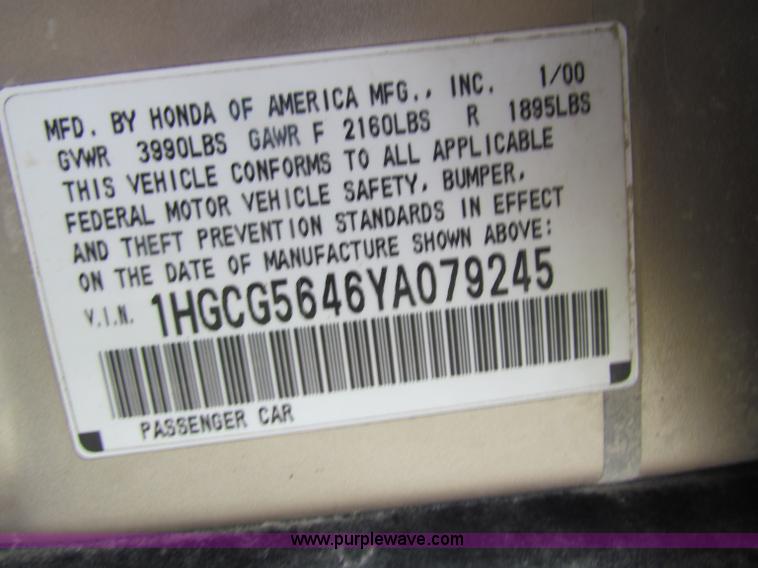 MFD. BY HONDA OF AMERICA MFG., INC. 1/00
GVWR 3990LBS GAWR F 2160LBS R 1895LBS
THIS VEHICLE CONFORMS TO ALL APPLICABLE
FEDERAL MOTOR VEHICLE SAFETY, BUMPER,
AND THEFT PREVENTION STANDARDS IN EFFECT
ON THE DATE OF MANUFACTURE SHOWN ABOVE:
V.I.N. 1HGCG5646YA079245
PASSENGER CAR
www.purplewave.com